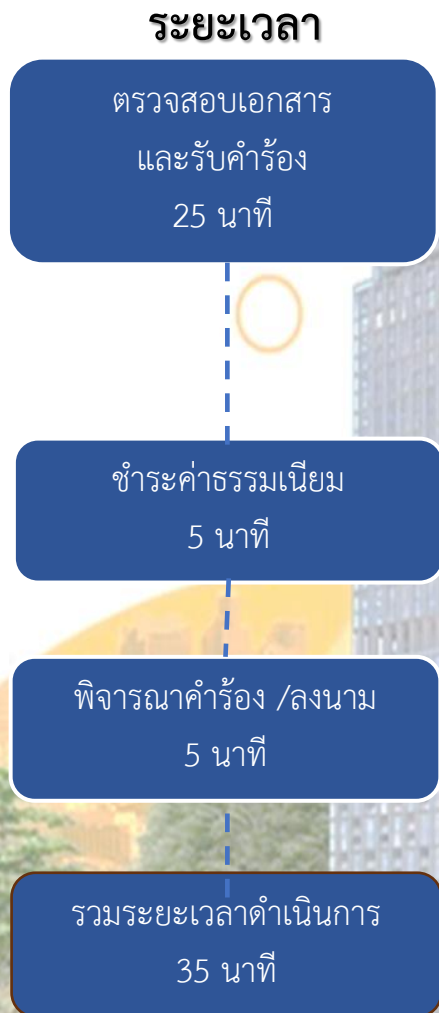 ระยะเวลา
ตรวจสอบเอกสาร
และรับคำร้อง
25 นาที
ชำระค่าธรรมเนียม
5 นาที
พิจารณาคำร้อง /ลงนาม
5 นาที
รวมระยะเวลาดำเนินการ
35 นาที